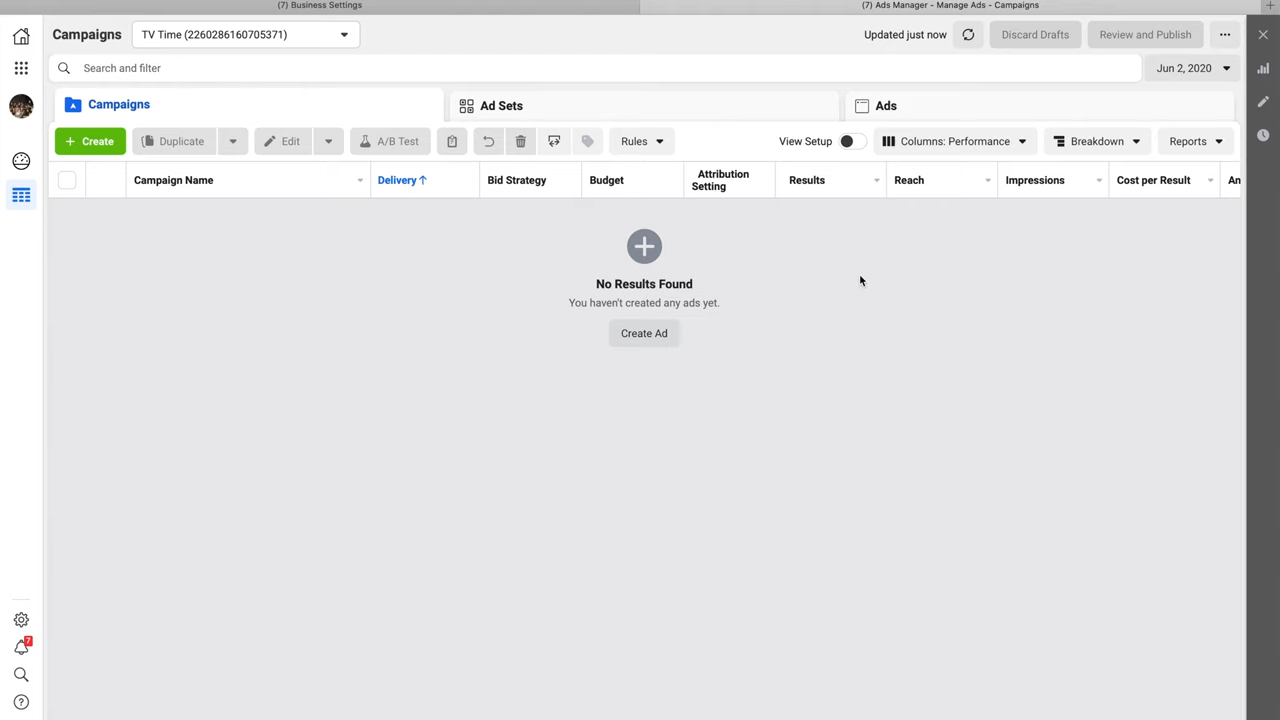 (7) Business Settings
(7) Ads Manager - Manage Ads - Campaigns
Campaigns
TV Time (2260286160705371)
Updated just now
Discard Drafts
Review and Publish
Search and filter
Jun 2, 2020
Campaigns
Ad Sets
Ads
+ Create
Duplicate
Edit
A/B Test
Rules
View Setup
Columns: Performance
Breakdown
Reports
Campaign Name
Delivery ↑
Bid Strategy
Budget
Attribution
Setting
Results
Reach
Impressions
Cost per Result
An
No Results Found
You haven't created any ads yet.
Create Ad
7